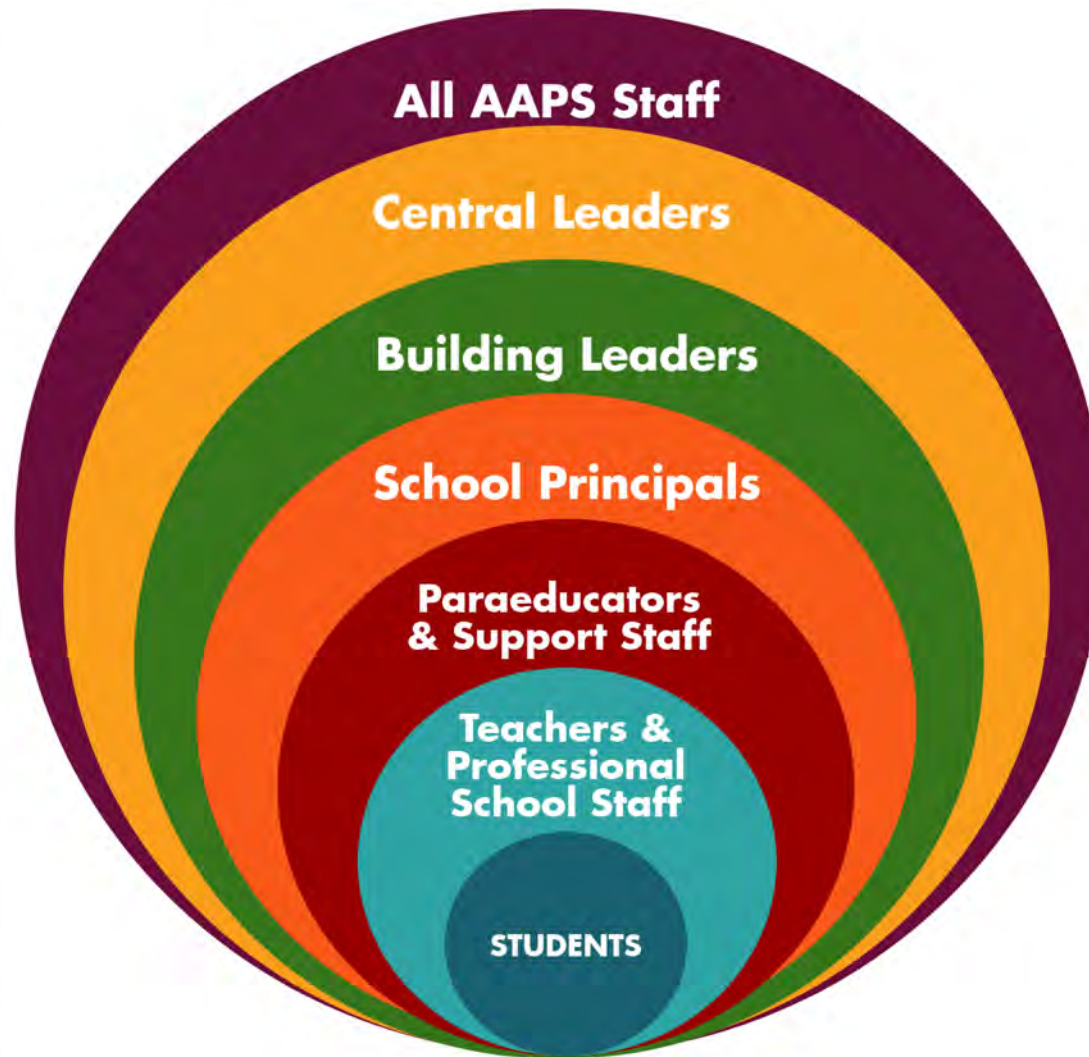 All AAPS Staff
Central Leaders
Building Leaders
School Principals
Paraeducators
& Support Staff
Teachers &
Professional
School Staff
STUDENTS